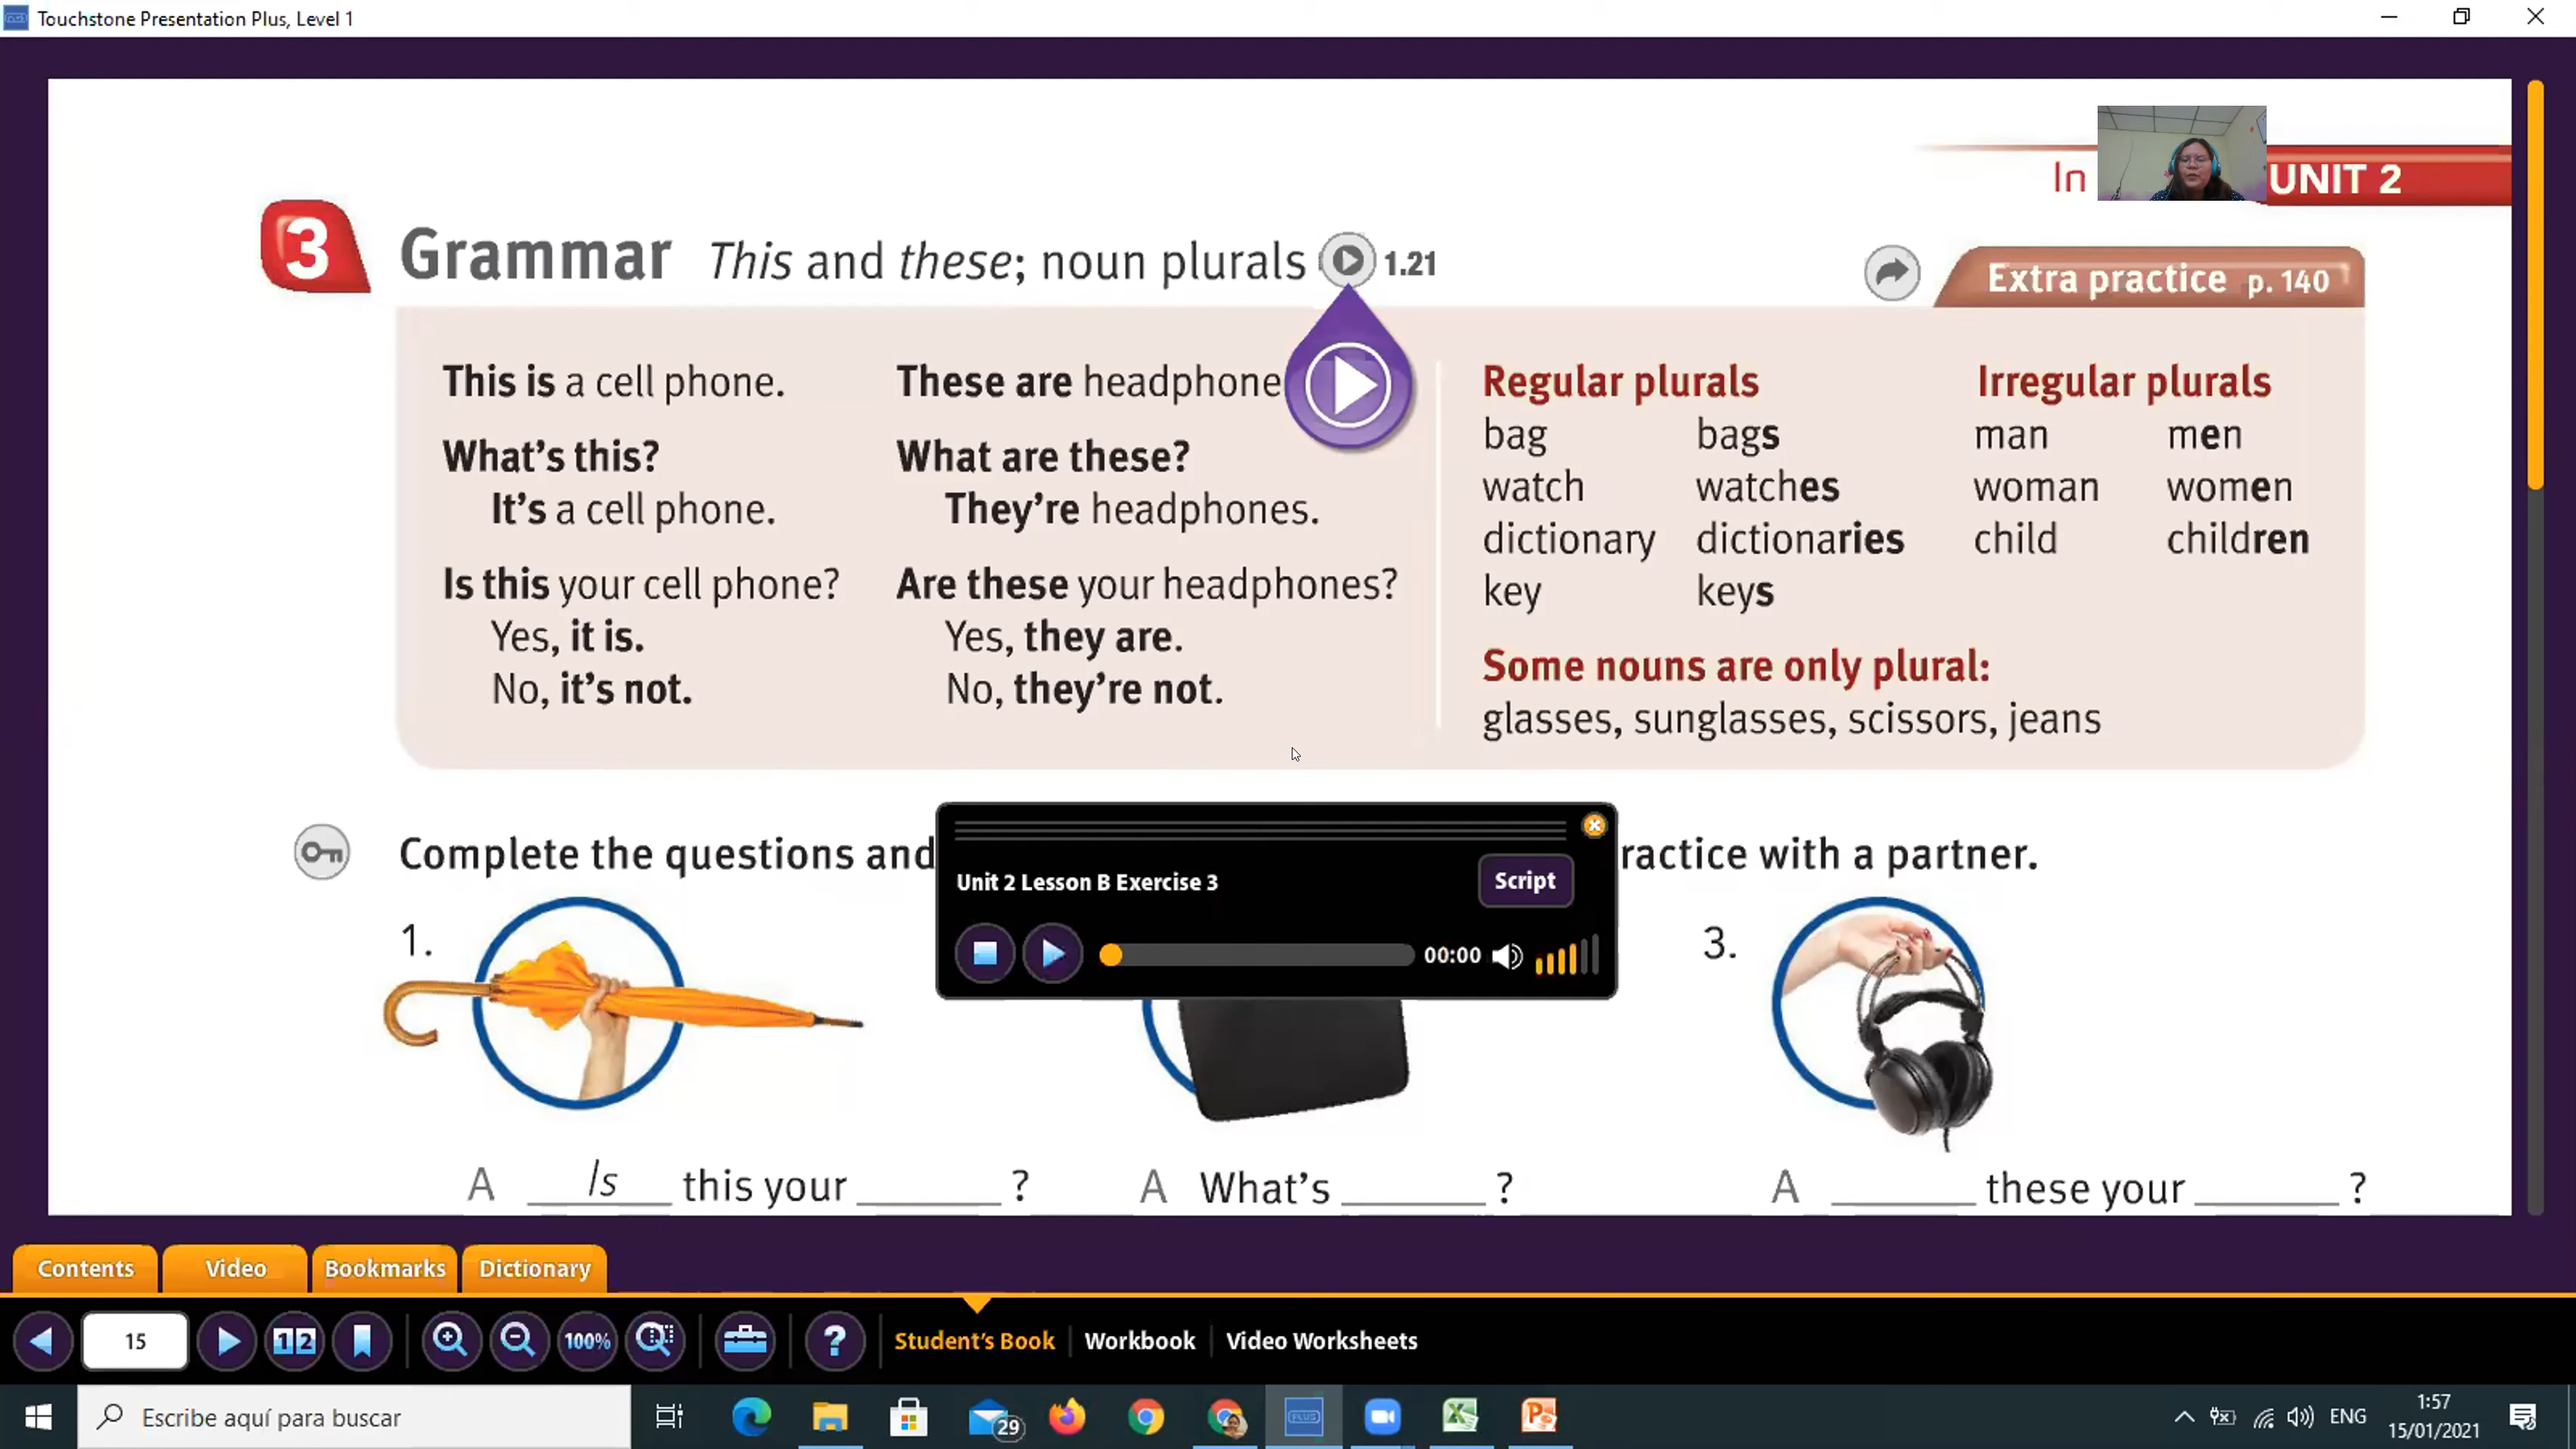 Touchstone Presentation Plus, Level 1
In
UNIT 2
3 Grammar This and these; noun plurals 1.21
Extra practice p. 140
This is a cell phone.
What's this?
It's a cell phone.
Is this your cell phone?
Yes, it is.
No, it's not.
These are headphone
What are these?
They're headphones.
Are these your headphones?
Yes, they are.
No, they're not.
Regular plurals
bag bags
watch watches
dictionary dictionaries
key keys
Irregular plurals
man men
woman women
child children
Some nouns are only plural:
glasses, sunglasses, scissors, jeans
Complete the questions and
ractice with a partner.
Unit 2 Lesson B Exercise 3
Script
00:00
1.
3.
A Is this your ______ ?
A What's ______ ?
A ______ these your ______ ?
Contents Video Bookmarks Dictionary
15 12 100% ? Student's Book Workbook Video Worksheets
Escribe aquí para buscar
29
PLUS
ENG
1:57
15/01/2021